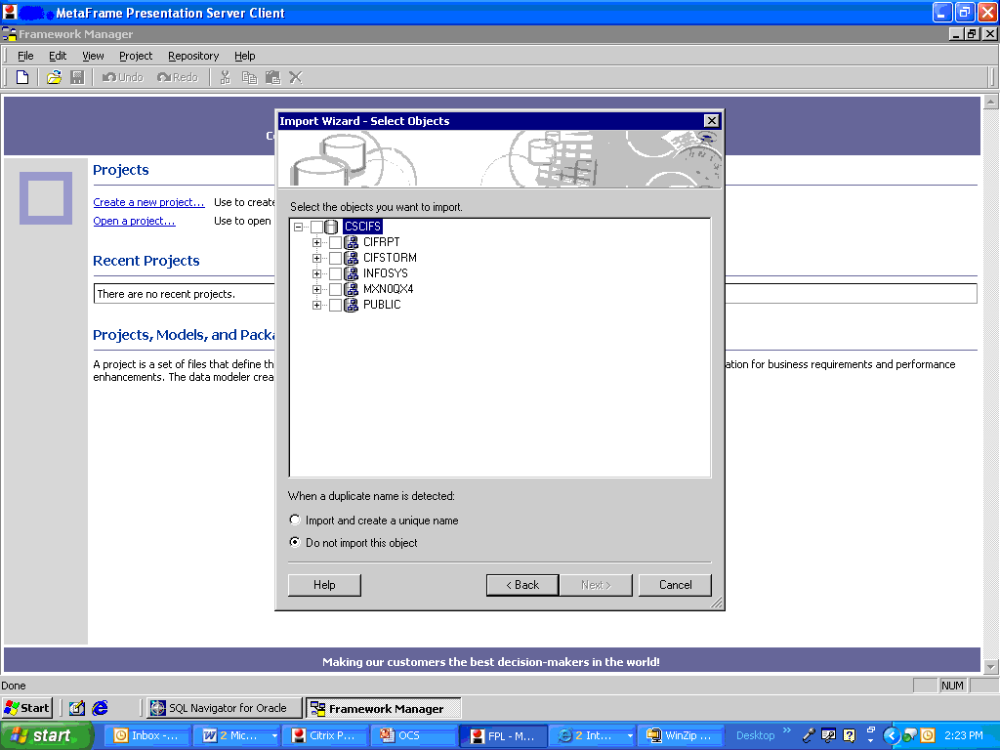 MetaFrame Presentation Server Client
Framework Manager
File Edit View Project Repository Help
Undo Redo
Import Wizard - Select Objects
Projects
Create a new project... Use to create
Open a project... Use to open
Recent Projects
There are no recent projects.
Projects, Models, and Packa
A project is a set of files that define th
enhancements. The data modeler crea
ation for business requirements and performance
Select the objects you want to import.
CSCIFS
CIFRPT
CIFSTORM
INFOSYS
MXN0QX4
PUBLIC
When a duplicate name is detected:
Import and create a unique name
Do not import this object
Help < Back Next > Cancel
Making our customers the best decision-makers in the world!
Done NUM
Start SQL Navigator for Oracle Framework Manager
start Inbox -... 2 Mic... Citrix P... OCS FPL - M... 2 Int... WinZip ... Desktop » 2:23 PM